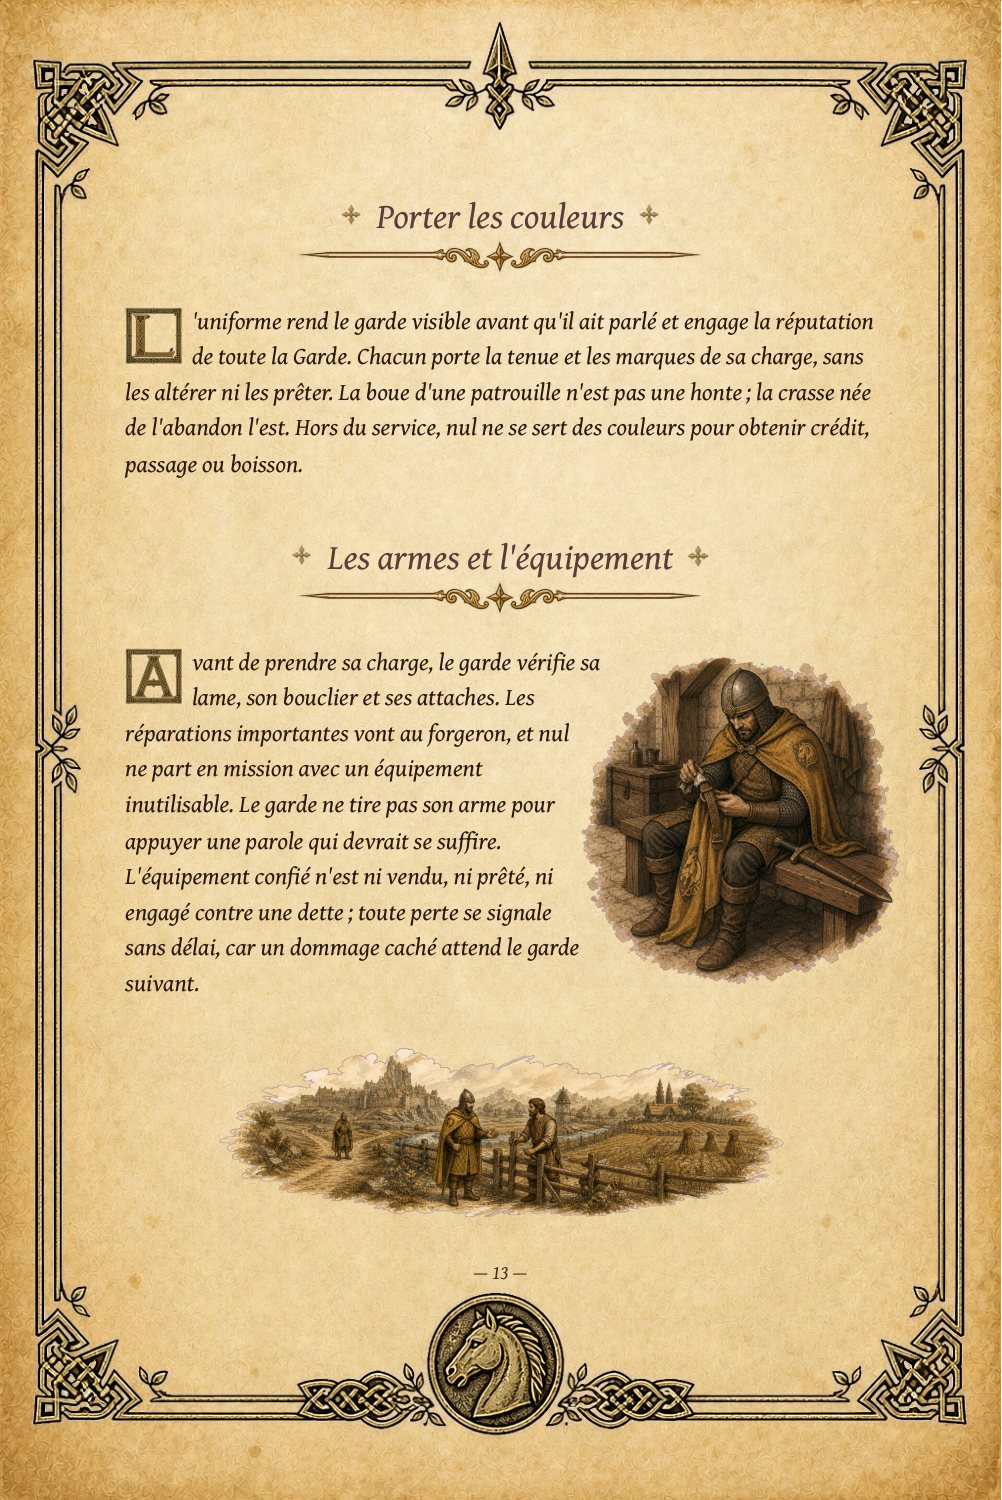 Porter les couleurs
L'uniforme rend le garde visible avant qu'il ait parlé et engage la réputation
de toute la Garde. Chacun porte la tenue et les marques de sa charge, sans
les altérer ni les prêter. La boue d'une patrouille n'est pas une honte ; la crasse née
de l'abandon l'est. Hors du service, nul ne se sert des couleurs pour obtenir crédit,
passage ou boisson.
Les armes et l'équipement
Avant de prendre sa charge, le garde vérifie sa
lame, son bouclier et ses attaches. Les
réparations importantes vont au forgeron, et nul
ne part en mission avec un équipement
inutilisable. Le garde ne tire pas son arme pour
appuyer une parole qui devrait se suffire.
L'équipement confié n'est ni vendu, ni prêté, ni
engagé contre une dette ; toute perte se signale
sans délai, car un dommage caché attend le garde
suivant.
— 13 —